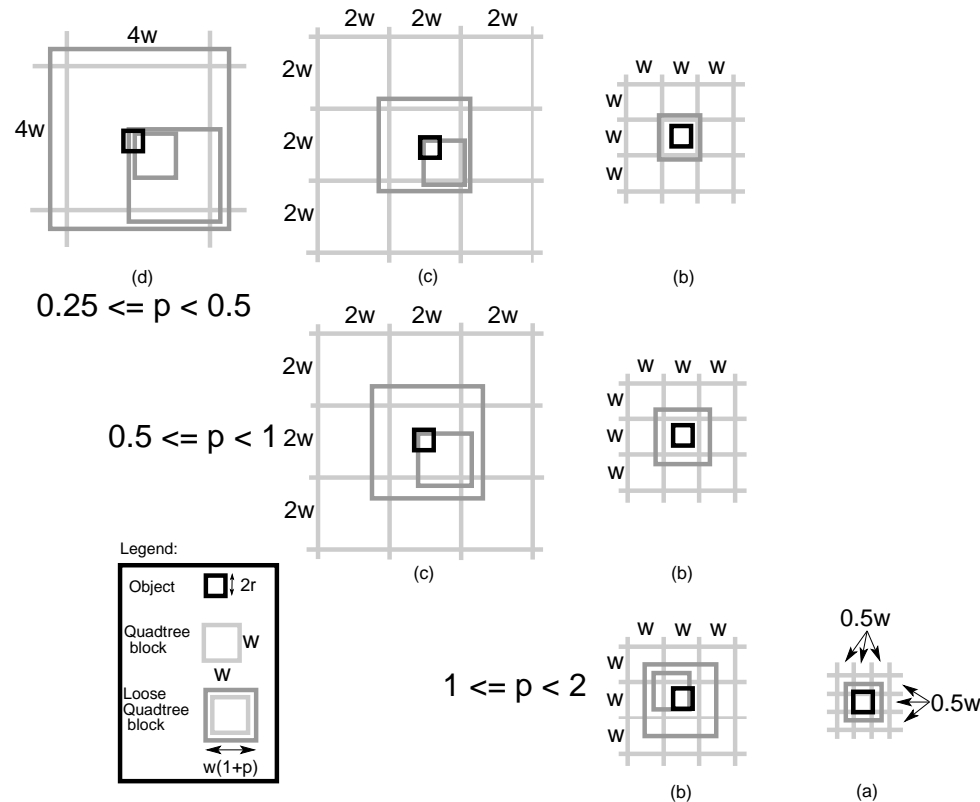 4w
4w
(d)
2w 2w 2w
2w
2w
2w
(c)
w w w
w
w
w
(b)
0.25 <= p < 0.5
2w 2w 2w
2w
2w
2w
(c)
w w w
w
w
w
(b)
0.5 <= p < 1
Legend:
Object
2r
Quadtree
block
w
w
Loose
Quadtree
block
w(1+p)
1 <= p < 2
w w w
w
w
w
(b)
0.5w
0.5w
(a)